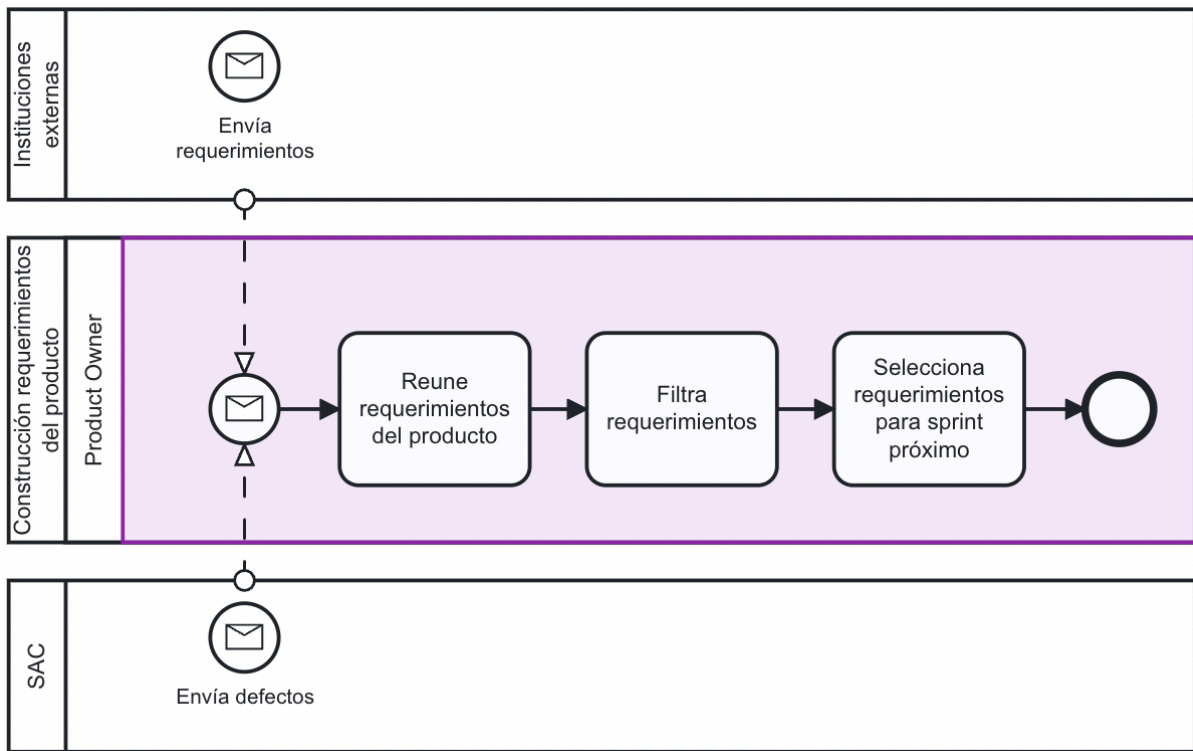 Instituciones
externas
Envía
requerimientos
Construcción requerimientos
del producto
Product Owner
Reune
requerimientos
del producto
Filtra
requerimientos
Selecciona
requerimientos
para sprint
próximo
SAC
Envía defectos